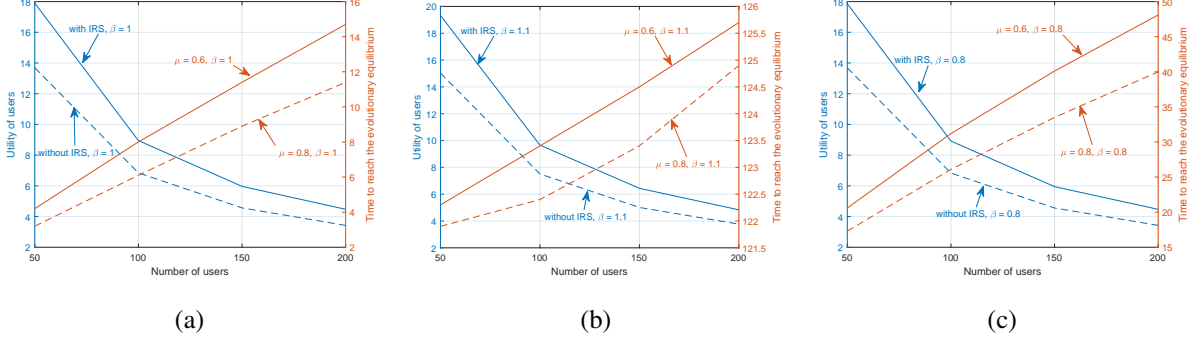 18
16
14
12
10
8
6
4
2
Utility of users
with IRS, β = 1
μ = 0.6, β = 1
without IRS, β = 1
μ = 0.8, β = 1
16
14
12
10
8
6
4
2
Time to reach the evolutionary equilibrium
50
100
150
200
Number of users
(a)
20
18
16
14
12
10
8
6
4
2
Utility of users
with IRS, β = 1.1
μ = 0.6, β = 1.1
μ = 0.8, β = 1.1
without IRS, β = 1.1
126
125.5
125
124.5
124
123.5
123
122.5
122
121.5
Time to reach the evolutionary equilibrium
50
100
150
200
Number of users
(b)
18
16
14
12
10
8
6
4
2
Utility of users
μ = 0.6, β = 0.8
with IRS, β = 0.8
μ = 0.8, β = 0.8
without IRS, β = 0.8
50
45
40
35
30
25
20
15
Time to reach the evolutionary equilibrium
50
100
150
200
Number of users
(c)